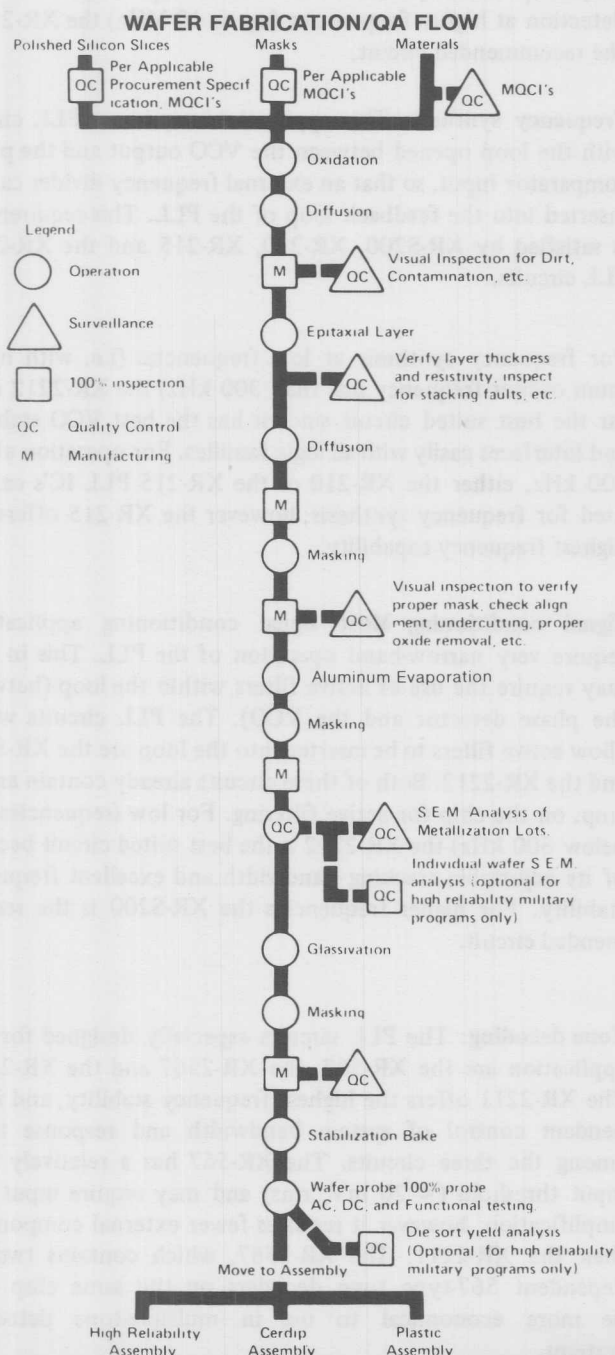 WAFER FABRICATION/QA FLOW
Polished Silicon Slices
Masks
Materials
QC
Per Applicable
Procurement Specif
ication, MQCI's
QC
Per Applicable
MQCI's
QC
MQCI's
Oxidation
Diffusion
Legend
Operation
Surveillance
100% inspection
QC Quality Control
M Manufacturing
M
QC
Visual Inspection for Dirt,
Contamination, etc
Epitaxial Layer
QC
Verify layer thickness
and resistivity, inspect
for stacking faults, etc.
Diffusion
M
Masking
M
QC
Visual inspection to verify
proper mask, check align
ment, undercutting, proper
oxide removal, etc.
Aluminum Evaporation
Masking
M
QC
QC
S.E.M. analysis of
Metallization Lots.
QC
Individual wafer S E.M.
analysis (optional for
high reliability military
programs only)
Glassivation
Masking
M
QC
Stabilization Bake
Wafer probe 100% probe
AC, DC, and Functional testing.
QC
Die sort yield analysis
(Optional, for high reliability
military programs only)
Move to Assembly
High Reliability
Assembly
Cerdip
Assembly
Plastic
Assembly